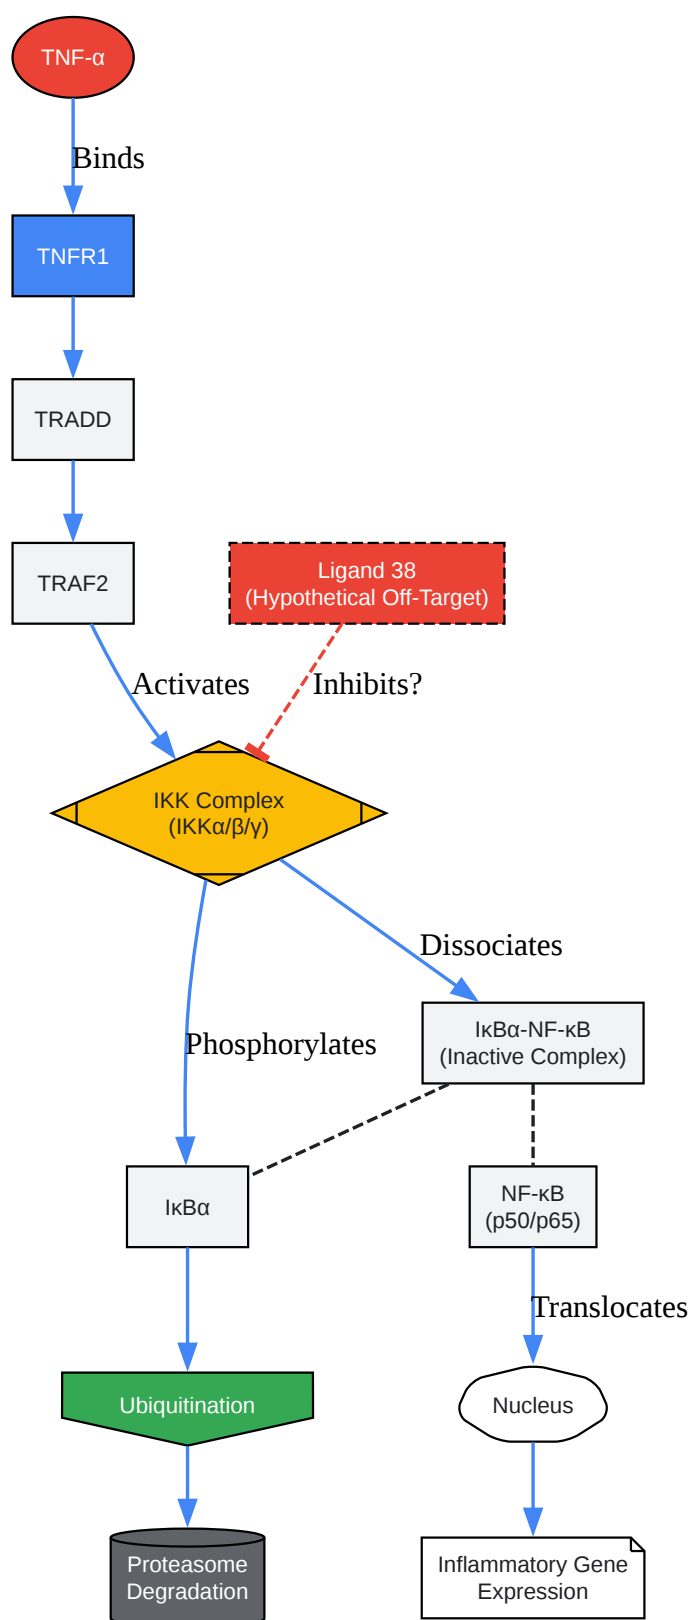 TNF-α
Binds
TNFR1
TRADD
TRAF2
Ligand 38
(Hypothetical Off-Target)
Activates
Inhibits?
IKK Complex
(IKKα/β/γ)
Dissociates
IκBα-NF-κB
(Inactive Complex)
Phosphorylates
IκBα
NF-κB
(p50/p65)
Translocates
Ubiquitination
Nucleus
Proteasome
Degradation
Inflammatory Gene
Expression